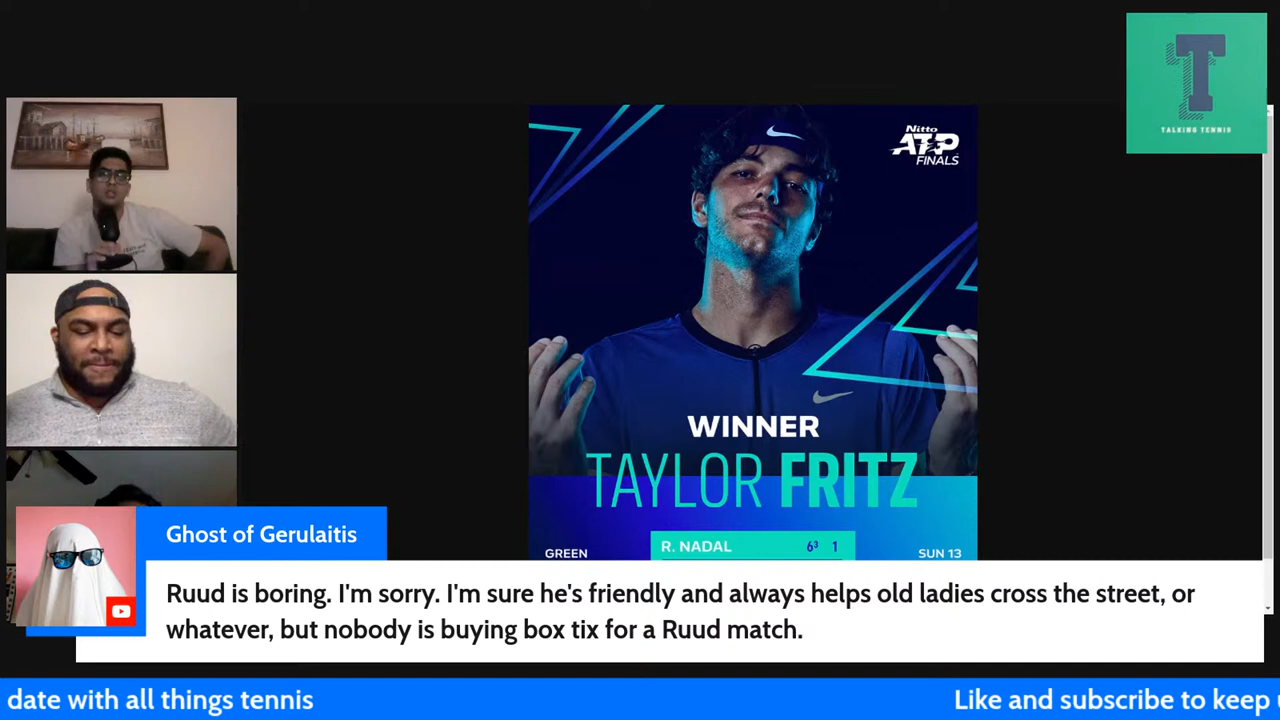 T
TALKING TENNIS
Nitto
ATP
FINALS
WINNER
TAYLOR FRITZ
R. NADAL 6³ 1
GREEN
SUN 13
Ghost of Gerulaitis
Ruud is boring. I'm sorry. I'm sure he's friendly and always helps old ladies cross the street, or
whatever, but nobody is buying box tix for a Ruud match.
date with all things tennis
Like and subscribe to keep